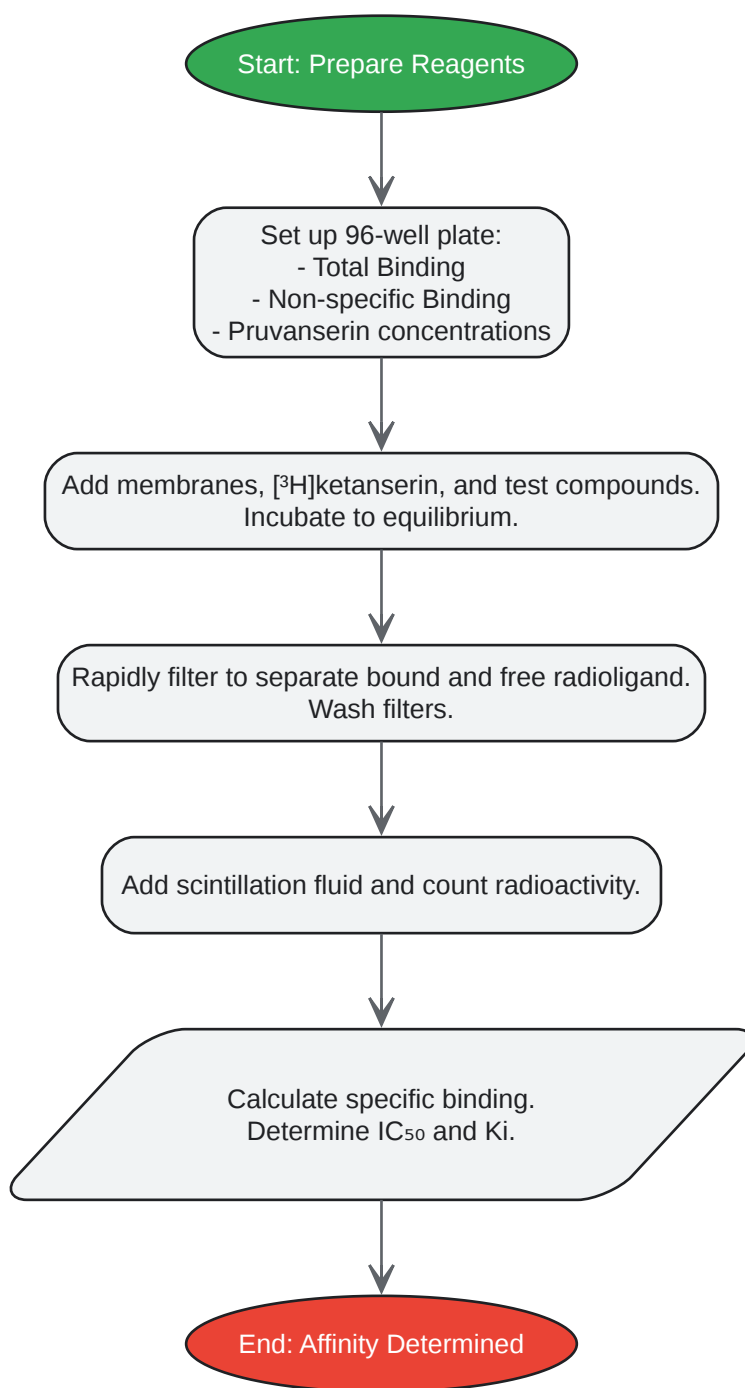 Start: Prepare Reagents
Set up 96-well plate:
- Total Binding
- Non-specific Binding
- Pruvanserin concentrations
Add membranes, [³H]ketanserin, and test compounds.
Incubate to equilibrium.
Rapidly filter to separate bound and free radioligand.
Wash filters.
Add scintillation fluid and count radioactivity.
Calculate specific binding.
Determine IC₅₀ and Ki.
End: Affinity Determined